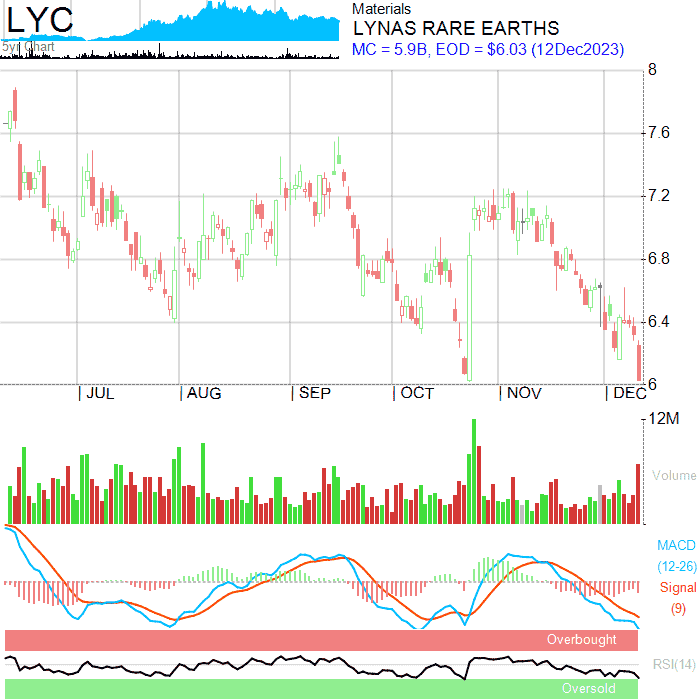 LYC
5yr Chart
Materials
LYNAS RARE EARTHS
MC = 5.9B, EOD = $6.03 (12Dec2023)
8
7.6
7.2
6.8
6.4
6
JUL AUG SEP OCT NOV DEC
12M
Volume
MACD
(12-26)
Signal
(9)
Overbought
RSI(14)
Oversold